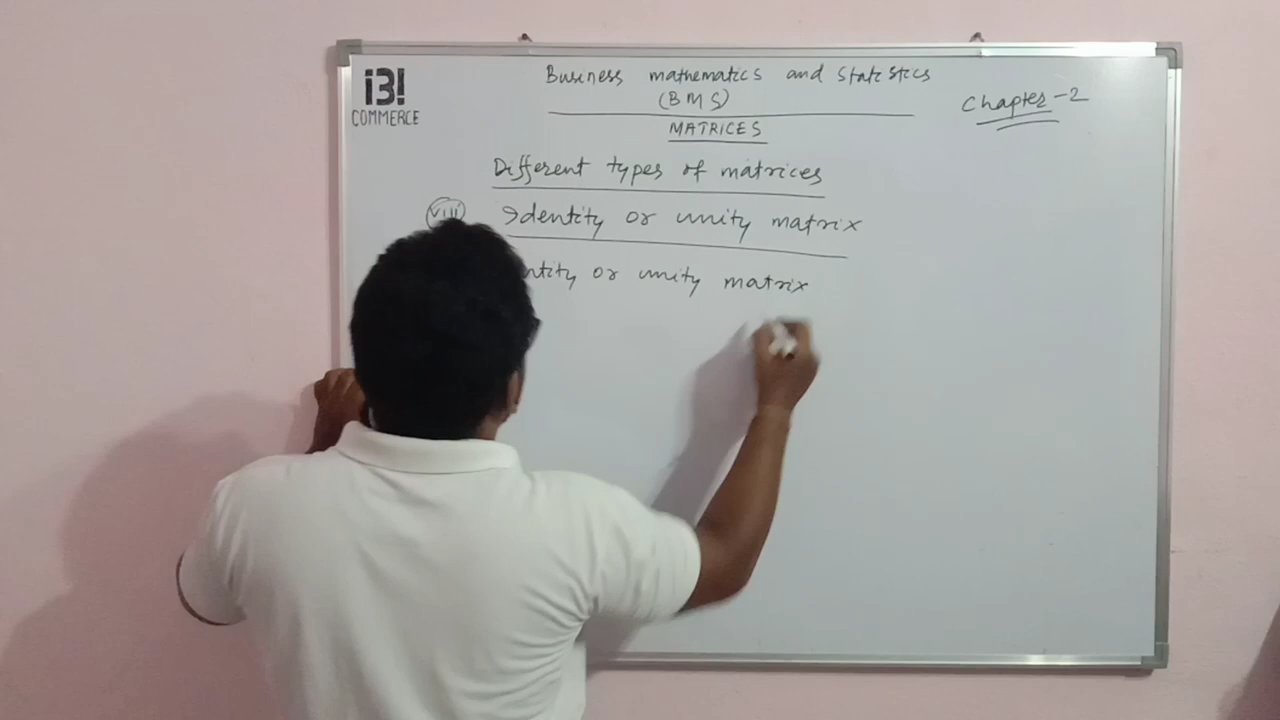 i3!
COMMERCE
Business mathematics and Statistics
(BMS)
Chapter-2
MATRICES
Different types of matrices
viii Identity or unity matrix
ntity or unity matrix